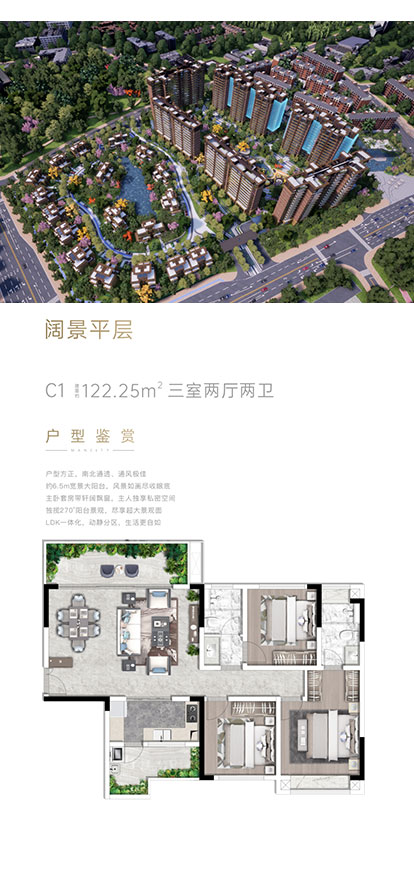 阔景平层
C1 建面约 122.25m² 三室两厅两卫
户型鉴赏
户型方正，南北通透，通风极佳
约6.5m宽景大阳台，风景如画尽收眼底
主卧套房带轩阔飘窗，主人独享私密空间
独揽270°阳台景观，尽享超大景观面
LDK一体化，动静分区，生活更自如